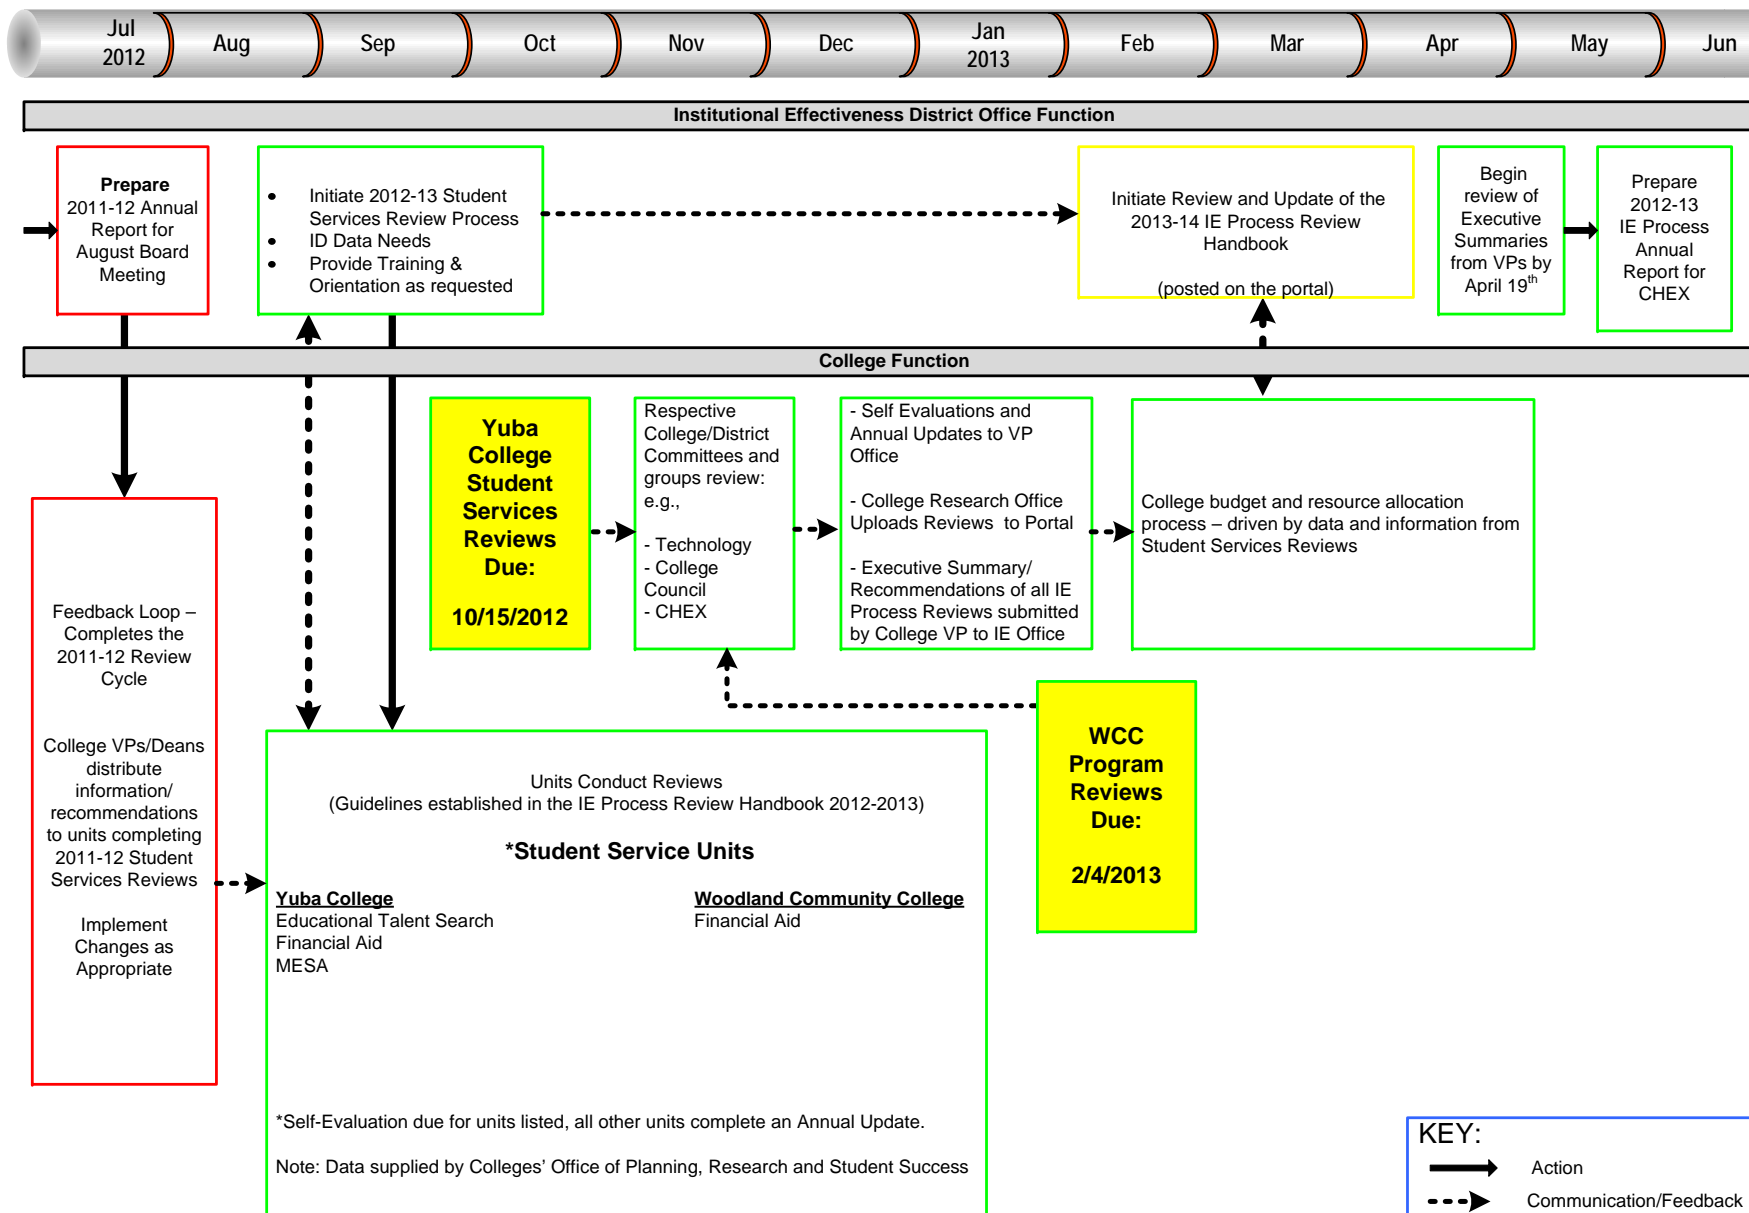 Jul
2012
Aug
Sep
Oct
Nov
Dec
Jan
2013
Feb
Mar
Apr
May
Jun
Institutional Effectiveness District Office Function
Prepare
2011-12 Annual
Report for
August Board
Meeting
• Initiate 2012-13 Student
Services Review Process
• ID Data Needs
• Provide Training &
Orientation as requested
Initiate Review and Update of the
2013-14 IE Process Review
Handbook
(posted on the portal)
Begin
review of
Executive
Summaries
from VPs by
April 19th
Prepare
2012-13
IE Process
Annual
Report for
CHEX
College Function
Yuba
College
Student
Services
Reviews
Due:
10/15/2012
Respective
College/District
Committees and
groups review:
e.g.,
- Technology
- College
Council
- CHEX
- Self Evaluations and
Annual Updates to VP
Office
- College Research Office
Uploads Reviews to Portal
- Executive Summary/
Recommendations of all IE
Process Reviews submitted
by College VP to IE Office
College budget and resource allocation
process – driven by data and information from
Student Services Reviews
Feedback Loop –
Completes the
2011-12 Review
Cycle
College VPs/Deans
distribute
information/
recommendations
to units completing
2011-12 Student
Services Reviews
Implement
Changes as
Appropriate
WCC
Program
Reviews
Due:
2/4/2013
Units Conduct Reviews
(Guidelines established in the IE Process Review Handbook 2012-2013)
*Student Service Units
Yuba College
Educational Talent Search
Financial Aid
MESA
Woodland Community College
Financial Aid
*Self-Evaluation due for units listed, all other units complete an Annual Update.
Note: Data supplied by Colleges' Office of Planning, Research and Student Success
KEY:
Action
Communication/Feedback